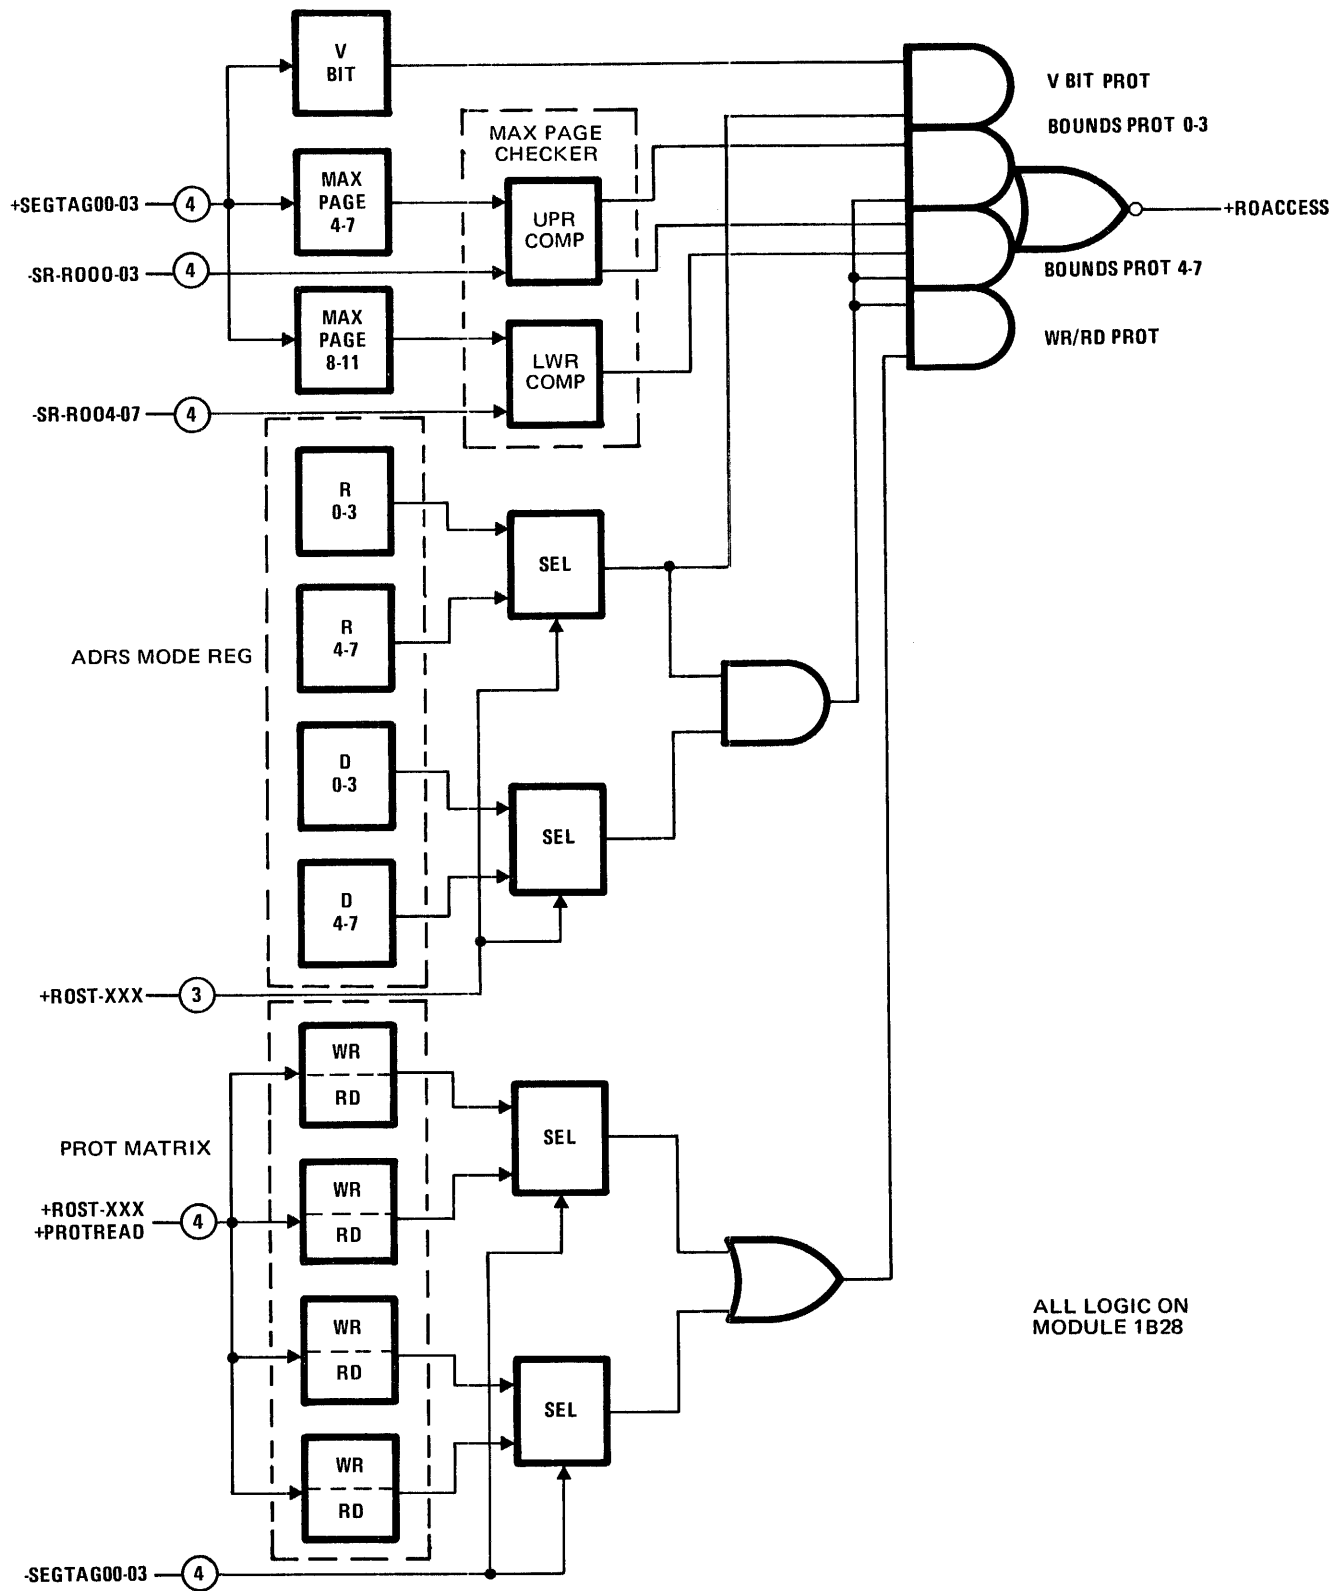 V
BIT
V BIT PROT
BOUNDS PROT 0-3
MAX PAGE
CHECKER
MAX
PAGE
4-7
UPR
COMP
+SEGTAG00-03
4
+ROACCESS
-SR-R000-03
4
BOUNDS PROT 4-7
MAX
PAGE
8-11
LWR
COMP
WR/RD PROT
-SR-R004-07
4
R
0-3
SEL
R
4-7
ADRS MODE REG
D
0-3
SEL
D
4-7
+ROST-XXX
3
WR
RD
SEL
PROT MATRIX
WR
RD
+ROST-XXX
+PROTREAD
4
WR
RD
SEL
ALL LOGIC ON
MODULE 1B28
WR
RD
-SEGTAG00-03
4